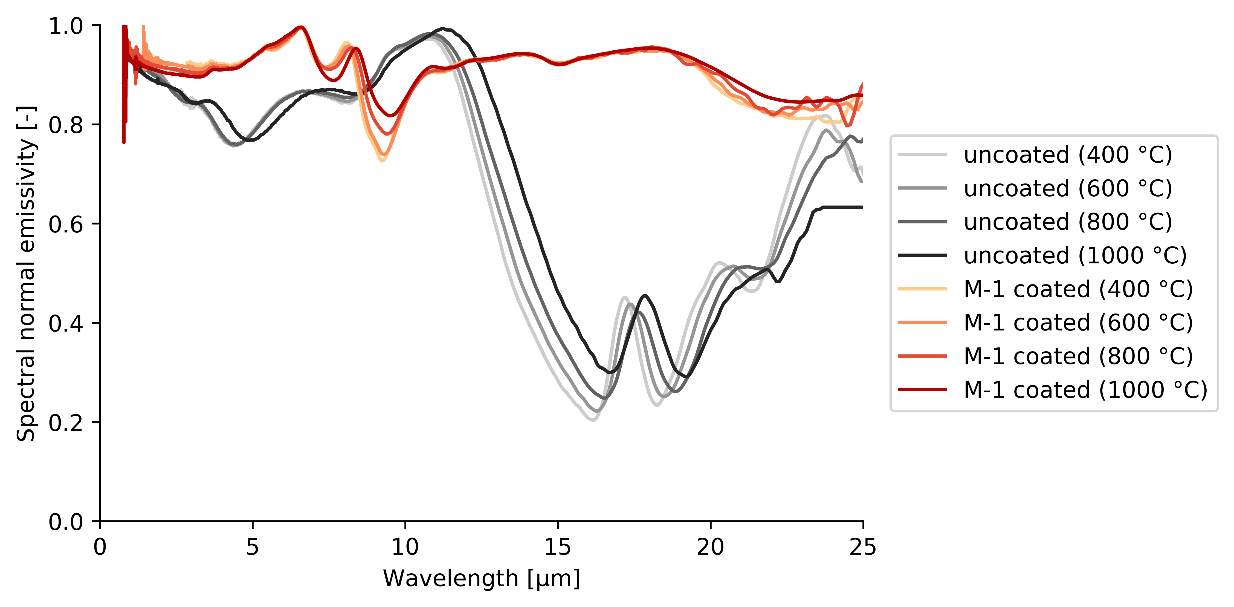 1.0
0.8
0.6
0.4
0.2
0.0
Spectral normal emissivity [-]
0 5 10 15 20 25
Wavelength [μm]
uncoated (400 °C)
uncoated (600 °C)
uncoated (800 °C)
uncoated (1000 °C)
M-1 coated (400 °C)
M-1 coated (600 °C)
M-1 coated (800 °C)
M-1 coated (1000 °C)